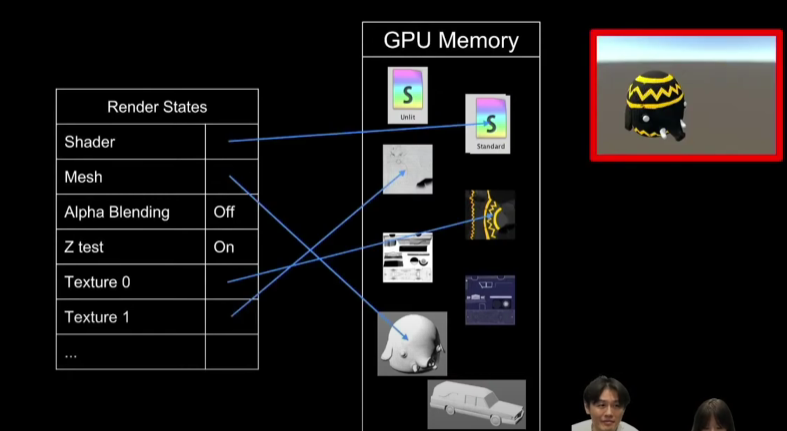 GPU Memory
Render States
Shader
Mesh
Alpha Blending Off
Z test On
Texture 0
Texture 1
...
S
Unlit
S
Standard